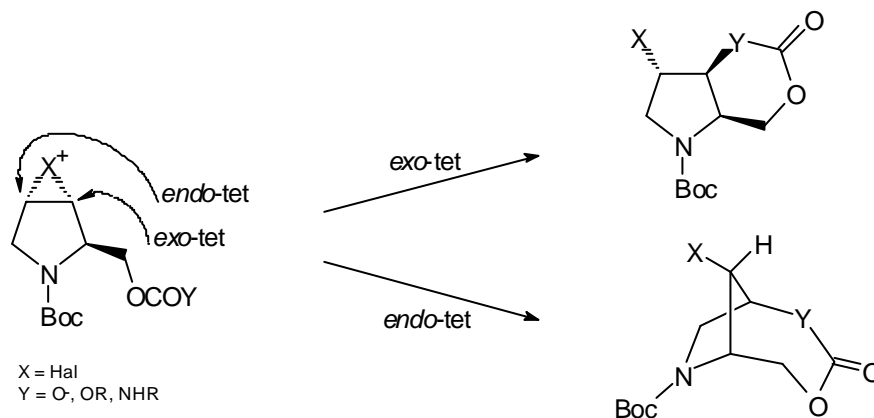 X
Y
O
O
N
Boc
exo-tet
X+
endo-tet
exo-tet
N
Boc
OCOY
endo-tet
X = Hal
Y = O-, OR, NHR
X
H
Y
N
Boc
O
O